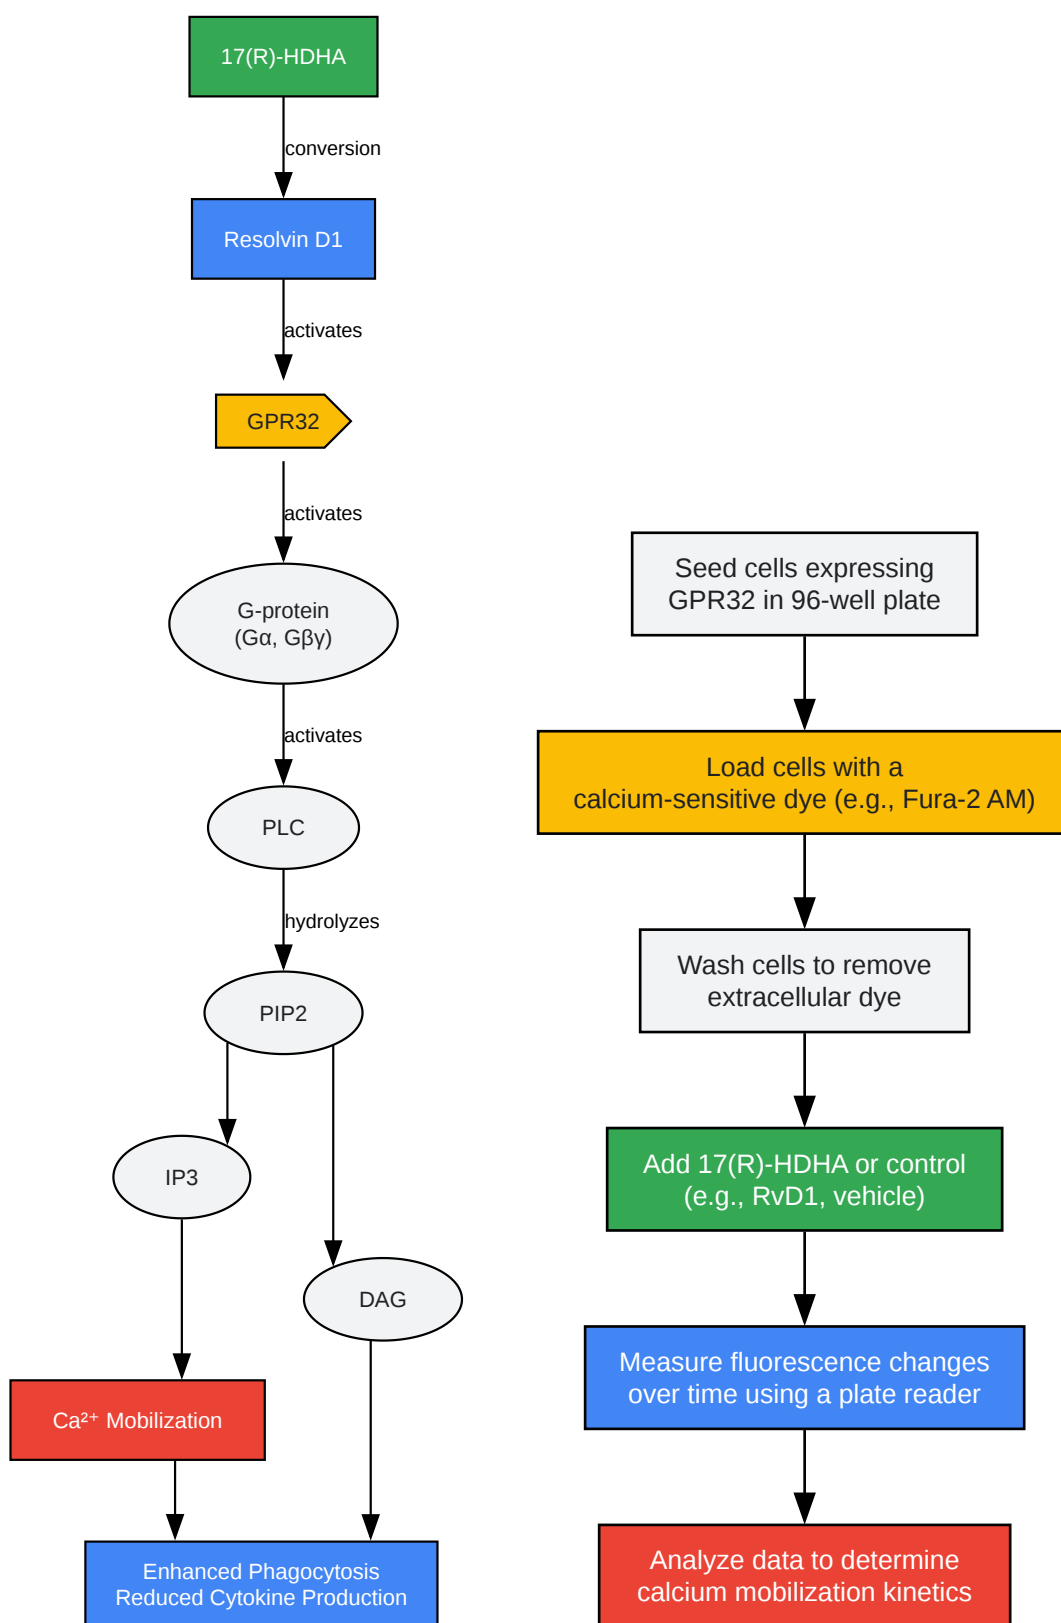 17(R)-HDHA
conversion
Resolvin D1
activates
GPR32
activates
G-protein
(Gα, Gβγ)
activates
PLC
hydrolyzes
PIP2
IP3
DAG
Ca²⁺ Mobilization
Enhanced Phagocytosis
Reduced Cytokine Production
Seed cells expressing
GPR32 in 96-well plate
Load cells with a
calcium-sensitive dye (e.g., Fura-2 AM)
Wash cells to remove
extracellular dye
Add 17(R)-HDHA or control
(e.g., RvD1, vehicle)
Measure fluorescence changes
over time using a plate reader
Analyze data to determine
calcium mobilization kinetics